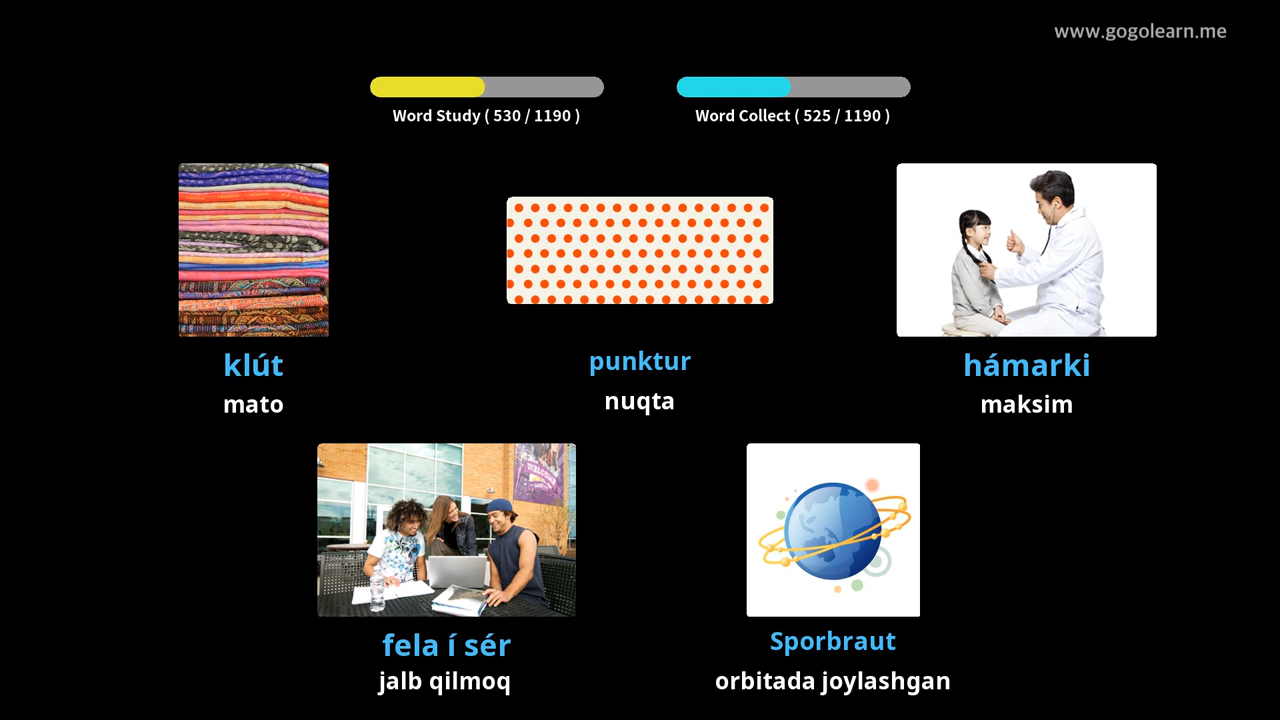 www.gogolearn.me
Word Study ( 530 / 1190 )
Word Collect ( 525 / 1190 )
klút
mato
punktur
nuqta
hámarki
maksim
fela í sér
jalb qilmoq
Sporbraut
orbitada joylashgan